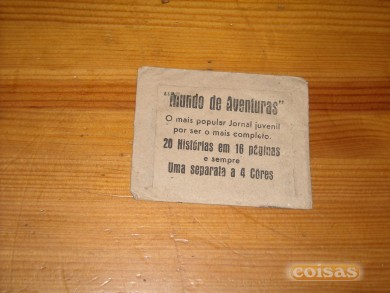 "Mundo de Aventuras"
O mais popular Jornal juvenil
por ser o mais completo.
20 Histórias em 16 páginas
e sempre
Uma separata a 4 Côres
coisas